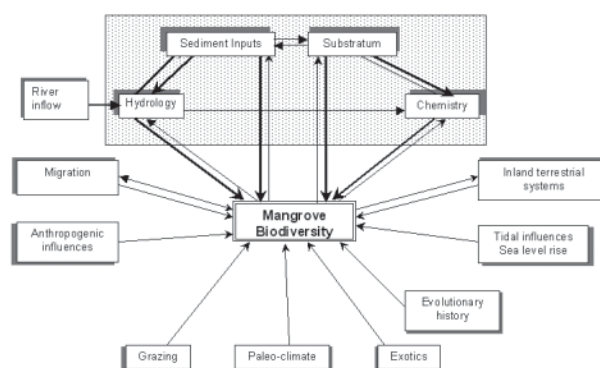 Sediment Inputs
Substratum
River
inflow
Hydrology
Chemistry
Migration
Inland terrestrial
systems
Mangrove
Biodiversity
Anthropogenic
influences
Tidal influences
Sea level rise
Evolutionary
history
Grazing
Paleo-climate
Exotics